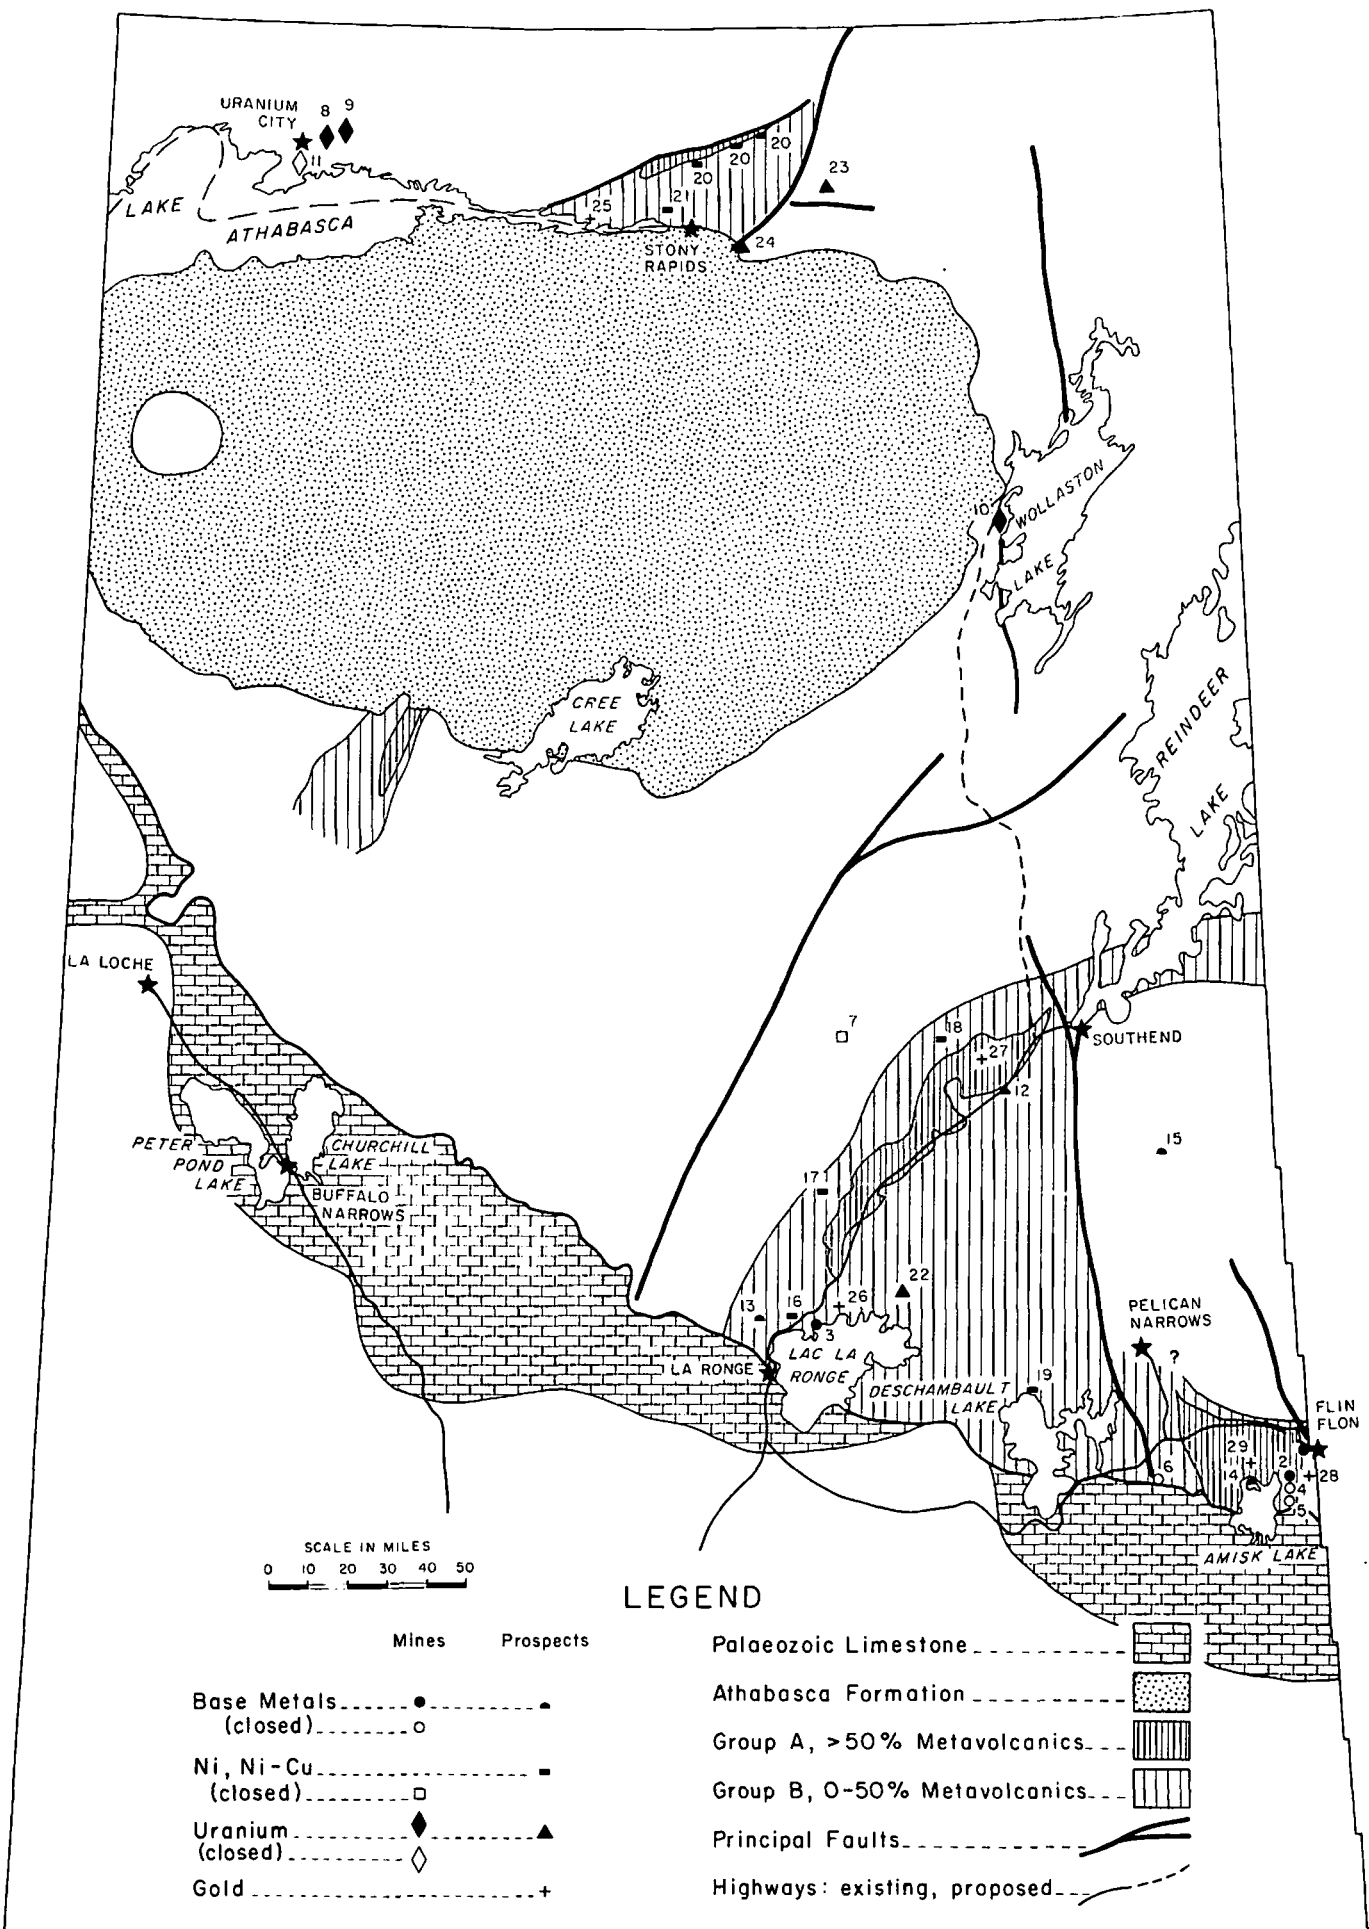 URANIUM
CITY
8
9
11
LAKE
ATHABASCA
20
20
20
23
25
21
24
STONY
RAPIDS
10
WOLLASTON
LAKE
CREE
LAKE
REINDEER
LAKE
LA LOCHE
7
18
27
12
SOUTHEND
15
PETER
POND
LAKE
CHURCHILL
LAKE
BUFFALO
NARROWS
17
22
13
16
26
3
LA RONGE
LAC LA
RONGE
DESCHAMBAULT
LAKE
19
PELICAN
NARROWS
?
FLIN
FLON
29
2
28
14
4
5
6
AMISK LAKE
SCALE IN MILES
0 10 20 30 40 50
LEGEND
Mines Prospects
Base Metals
(closed)
Ni, Ni-Cu
(closed)
Uranium
(closed)
Gold
Palaeozoic Limestone
Athabasca Formation
Group A, >50% Metavolcanics
Group B, 0-50% Metavolcanics
Principal Faults
Highways: existing, proposed